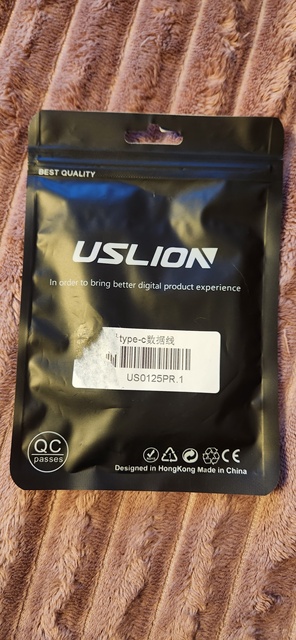 BEST QUALITY
USLION
In order to bring better digital product experience
type-c数据线
US0125PR.1
QC
passes
CE
Designed in HongKong Made in China